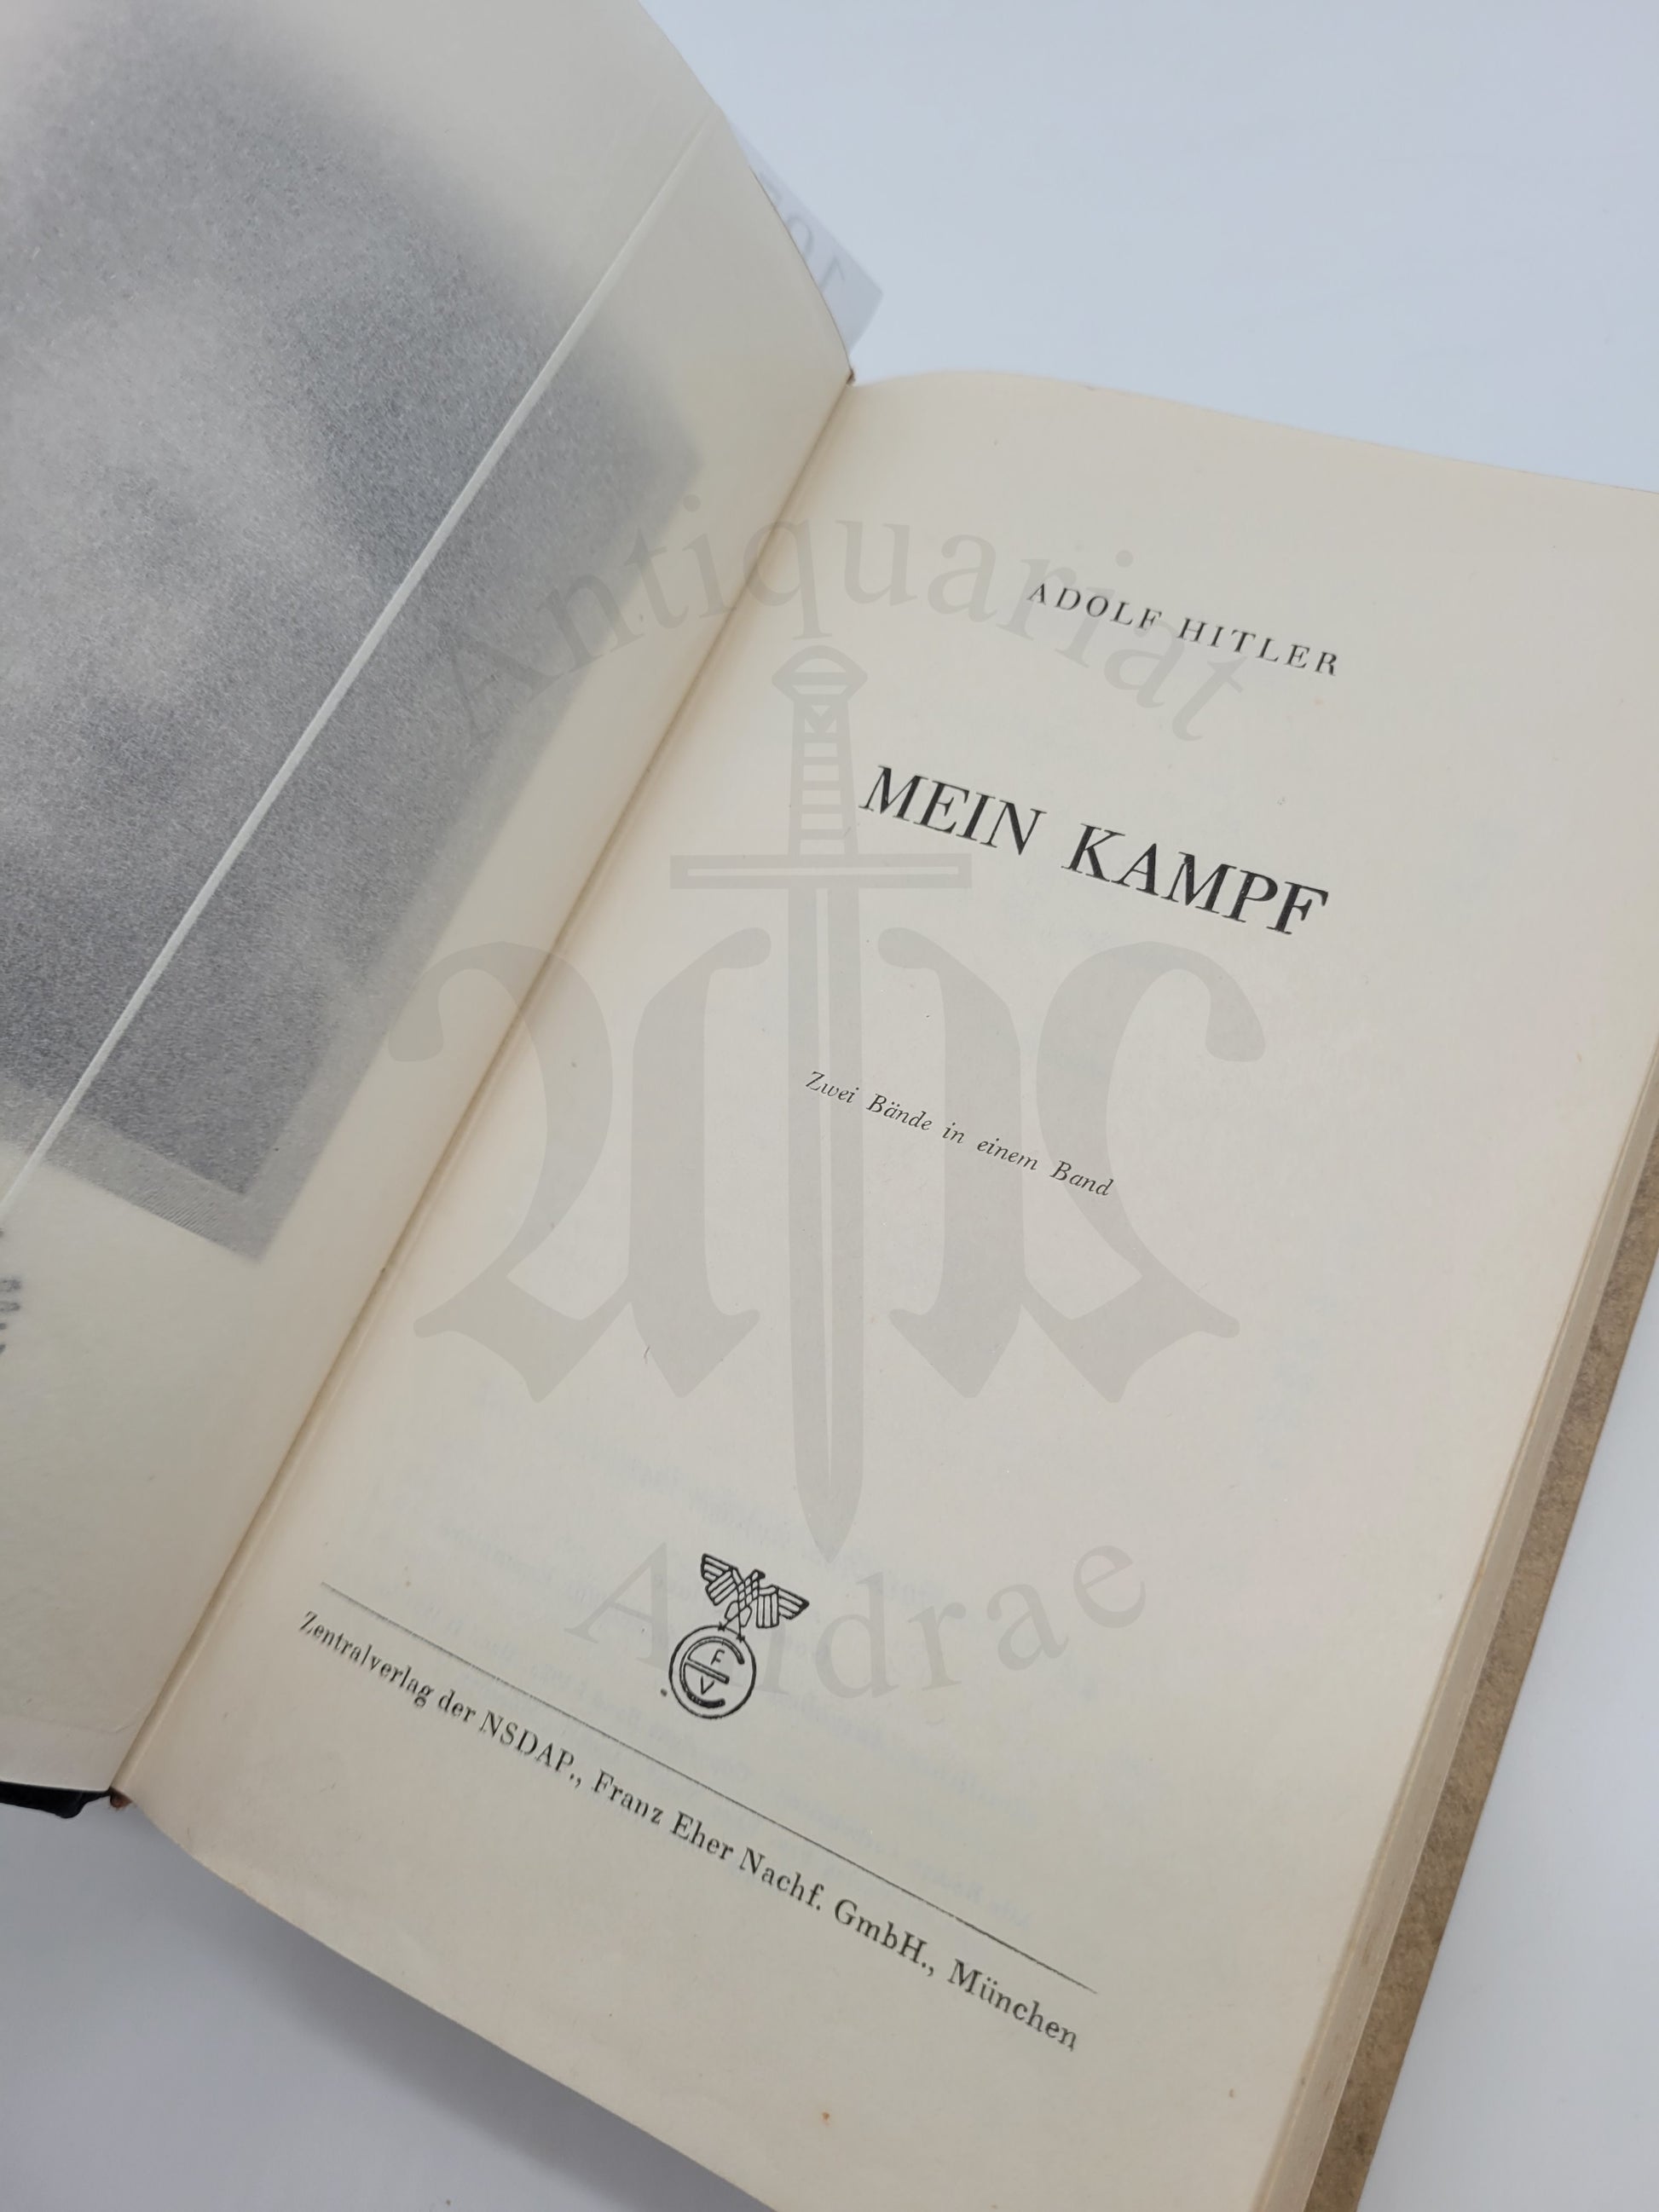 Antiquariat
ADOLF HITLER
MEIN KAMPF
Zwei Bände in einem Band
Andrae
F
V
Zentralverlag der NSDAP., Franz Eher Nachf. GmbH., München